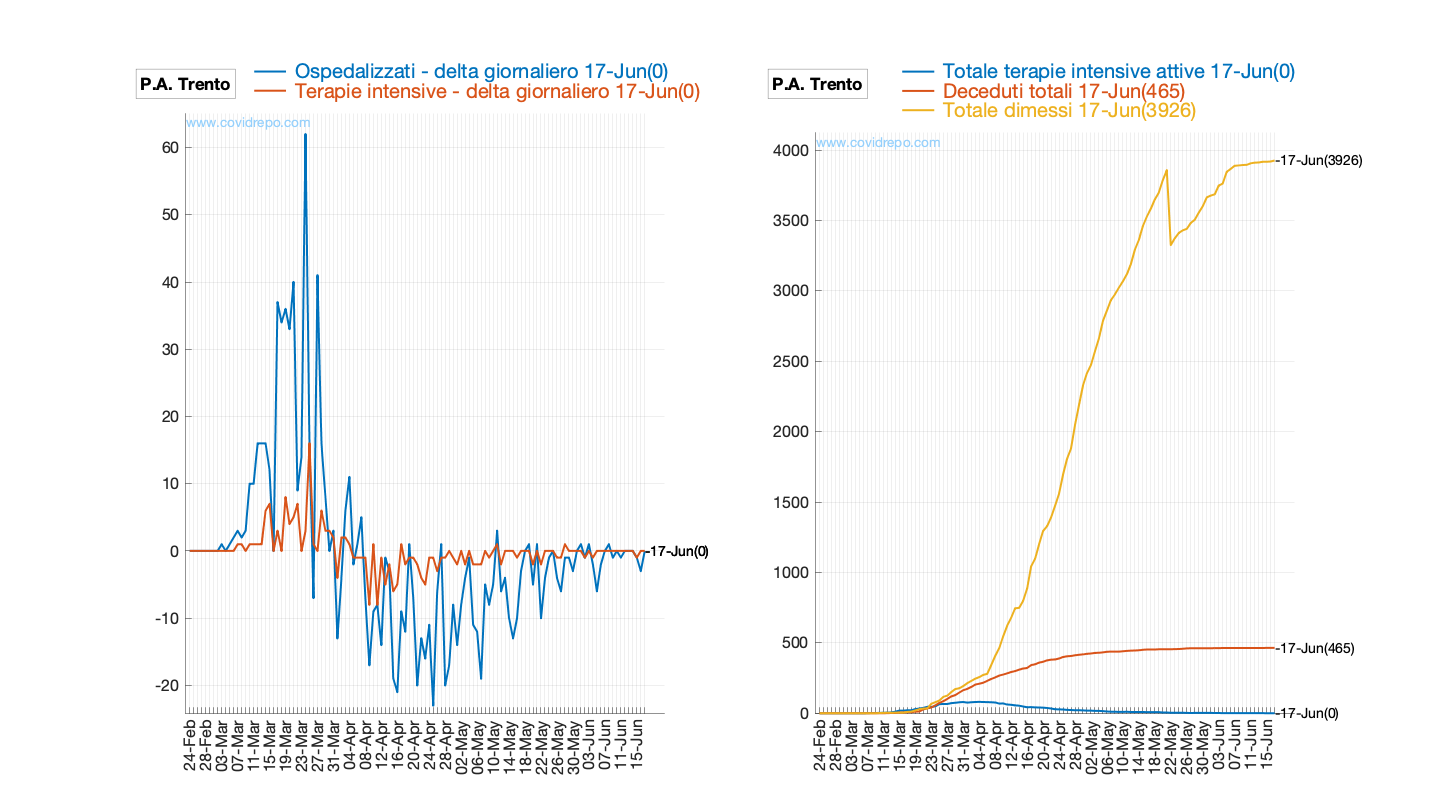 P.A. Trento
Ospedalizzati - delta giornaliero 17-Jun(0)
Terapie intensive - delta giornaliero 17-Jun(0)
www.covidrepo.com
60
50
40
30
20
10
0
-10
-20
-17-Jun(0)
24-Feb
28-Feb
03-Mar
07-Mar
11-Mar
15-Mar
19-Mar
23-Mar
27-Mar
31-Mar
04-Apr
08-Apr
12-Apr
16-Apr
20-Apr
24-Apr
28-Apr
02-May
06-May
10-May
14-May
18-May
22-May
26-May
30-May
03-Jun
07-Jun
11-Jun
15-Jun
P.A. Trento
Totale terapie intensive attive 17-Jun(0)
Deceduti totali 17-Jun(465)
Totale dimessi 17-Jun(3926)
www.covidrepo.com
4000
3500
3000
2500
2000
1500
1000
500
0
-17-Jun(3926)
-17-Jun(465)
-17-Jun(0)
24-Feb
28-Feb
03-Mar
07-Mar
11-Mar
15-Mar
19-Mar
23-Mar
27-Mar
31-Mar
04-Apr
08-Apr
12-Apr
16-Apr
20-Apr
24-Apr
28-Apr
02-May
06-May
10-May
14-May
18-May
22-May
26-May
30-May
03-Jun
07-Jun
11-Jun
15-Jun